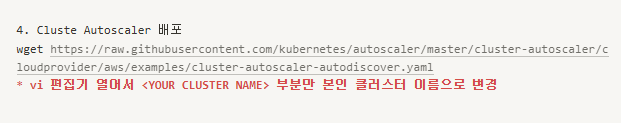 4. Cluste Autoscaler 배포
wget https://raw.githubusercontent.com/kubernetes/autoscaler/master/cluster-autoscaler/c
loudprovider/aws/examples/cluster-autoscaler-autodiscover.yaml
* vi 편집기 열어서 <YOUR CLUSTER NAME> 부분만 본인 클러스터 이름으로 변경